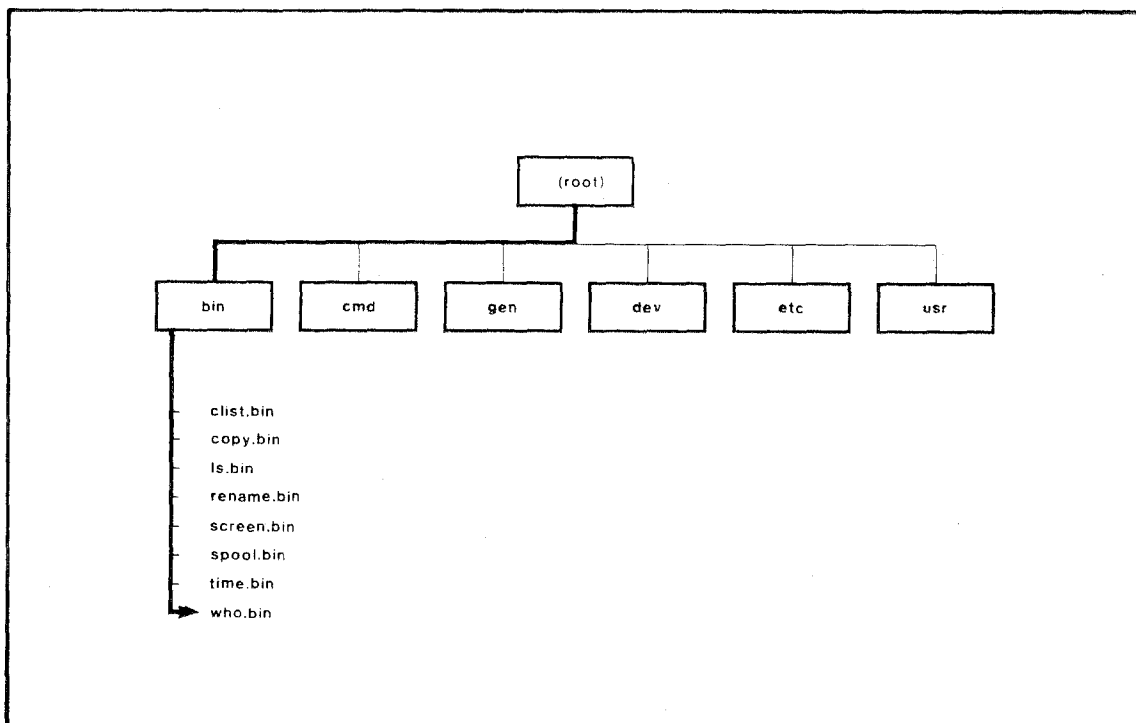 (root)
bin cmd gen dev etc usr
clist.bin
copy.bin
ls.bin
rename.bin
screen.bin
spool.bin
time.bin
who.bin